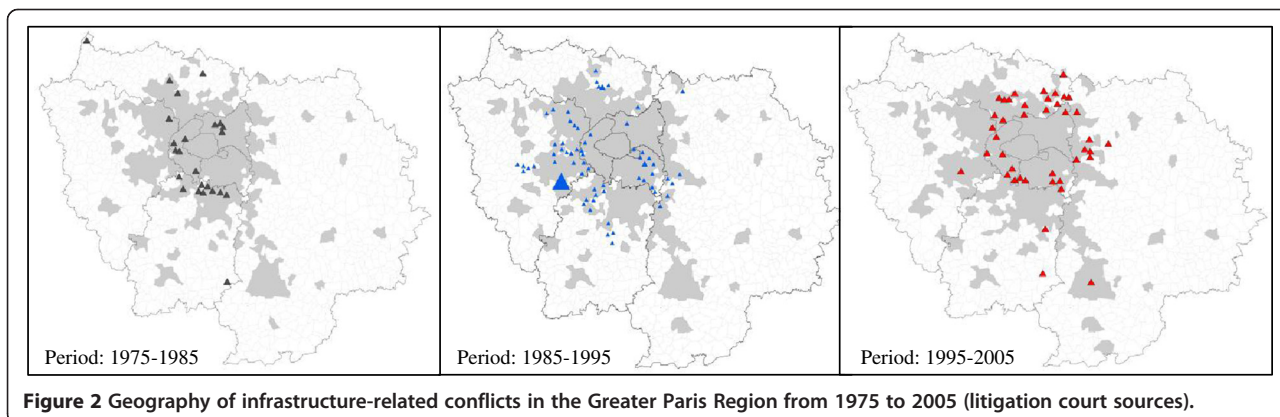 Period: 1975-1985
Period: 1985-1995
Period: 1995-2005
Figure 2 Geography of infrastructure-related conflicts in the Greater Paris Region from 1975 to 2005 (litigation court sources).